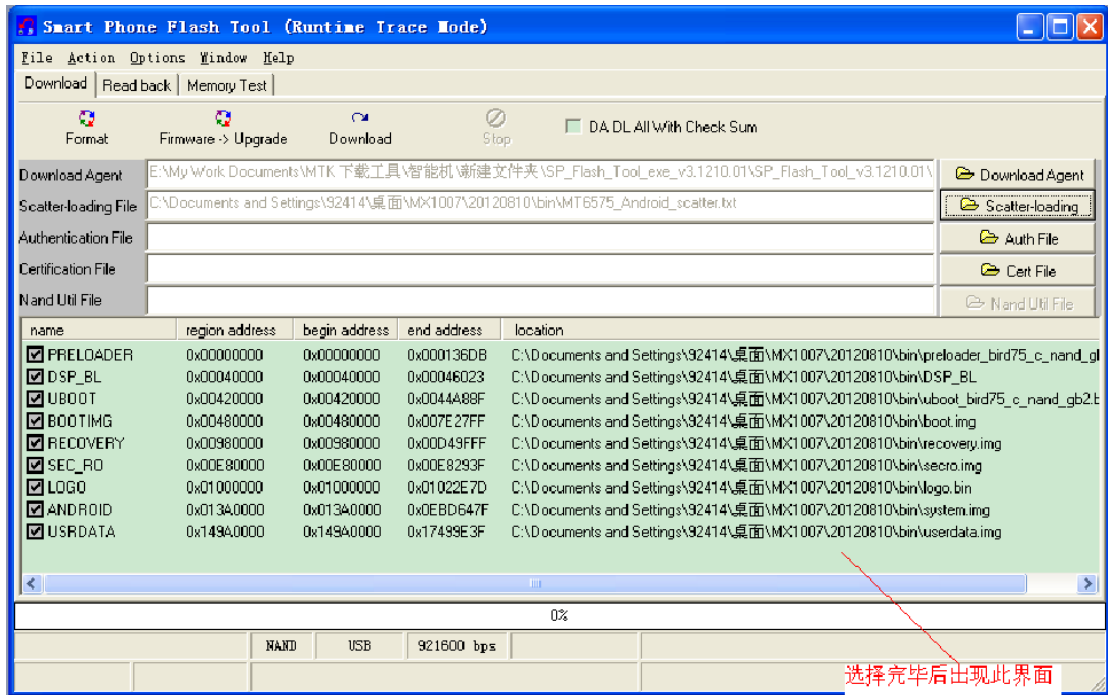 Smart Phone Flash Tool (Runtime Trace Mode)
File Action Options Window Help
Download Read back Memory Test
Format Firmware -> Upgrade Download Stop DA DL All With Check Sum
Download Agent E:\My Work Documents\MTK 下载工具\智能机\新建文件夹\SP_Flash_Tool_exe_v3.1210.01\SP_Flash_Tool_v3.1210.01\ Download Agent
Scatter-loading File C:\Documents and Settings\92414\桌面\MX1007\20120810\bin\MT6575_Android_scatter.txt Scatter-loading
Authentication File Auth File
Certification File Cert File
Nand Util File Nand Util File
name region address begin address end address location
PRELOADER 0x00000000 0x00000000 0x000136DB C:\Documents and Settings\92414\桌面\MX1007\20120810\bin\preloader_bird75_c_nand_gl
DSP_BL 0x00040000 0x00040000 0x00046023 C:\Documents and Settings\92414\桌面\MX1007\20120810\bin\DSP_BL
UBOOT 0x00420000 0x00420000 0x0044A88F C:\Documents and Settings\92414\桌面\MX1007\20120810\bin\uboot_bird75_c_nand_gb2.b
BOOTIMG 0x00480000 0x00480000 0x007E27FF C:\Documents and Settings\92414\桌面\MX1007\20120810\bin\boot.img
RECOVERY 0x00980000 0x00980000 0x00D49FFF C:\Documents and Settings\92414\桌面\MX1007\20120810\bin\recovery.img
SEC_RO 0x00E80000 0x00E80000 0x00E8293F C:\Documents and Settings\92414\桌面\MX1007\20120810\bin\secro.img
LOGO 0x01000000 0x01000000 0x01022E7D C:\Documents and Settings\92414\桌面\MX1007\20120810\bin\logo.bin
ANDROID 0x013A0000 0x013A0000 0x0EBD647F C:\Documents and Settings\92414\桌面\MX1007\20120810\bin\system.img
USRDATA 0x149A0000 0x149A0000 0x17499E3F C:\Documents and Settings\92414\桌面\MX1007\20120810\bin\userdata.img
0%
NAND USB 921600 bps
选择完毕后出现此界面